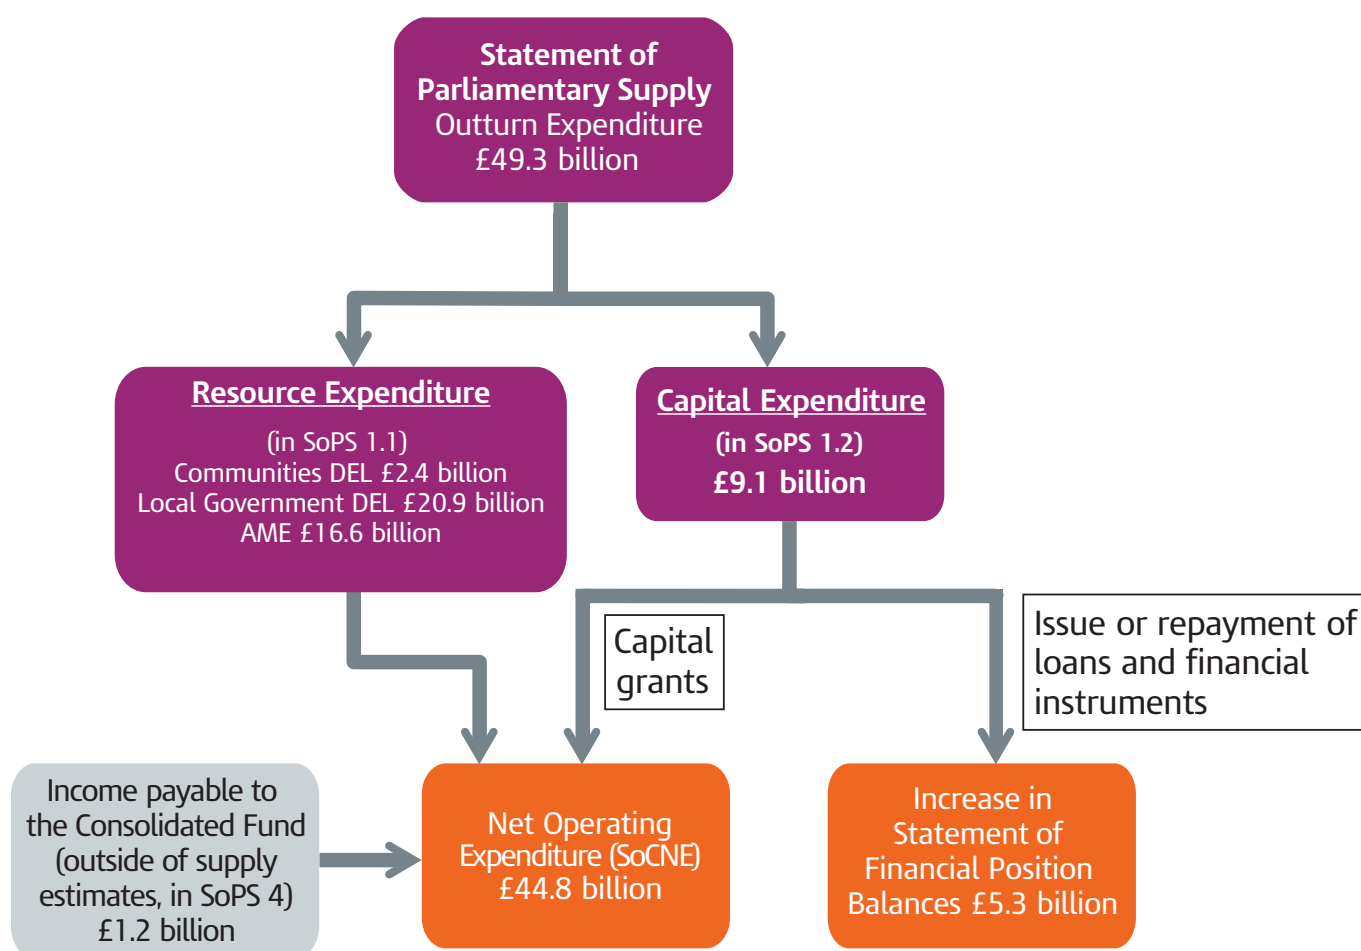 Statement of
Parliamentary Supply
Outturn Expenditure
£49.3 billion
Resource Expenditure
(in SoPS 1.1)
Communities DEL £2.4 billion
Local Government DEL £20.9 billion
AME £16.6 billion
Capital Expenditure
(in SoPS 1.2)
£9.1 billion
Capital
grants
Issue or repayment of
loans and financial
instruments
Income payable to
the Consolidated Fund
(outside of supply
estimates, in SoPS 4)
£1.2 billion
Net Operating
Expenditure (SoCNE)
£44.8 billion
Increase in
Statement of
Financial Position
Balances £5.3 billion